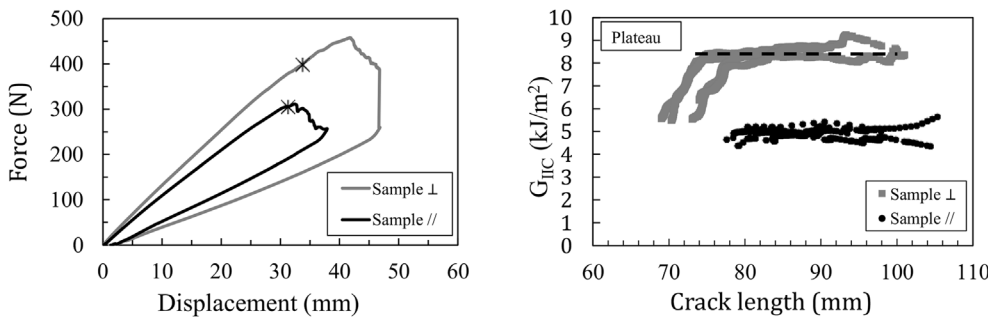 500
400
300
200
100
0
Force (N)
Sample ⊥
Sample //
0 10 20 30 40 50 60
Displacement (mm)
Plateau
10
9
8
7
6
5
4
3
2
1
0
G_IIC (kJ/m²)
Sample ⊥
Sample //
60 70 80 90 100 110
Crack length (mm)